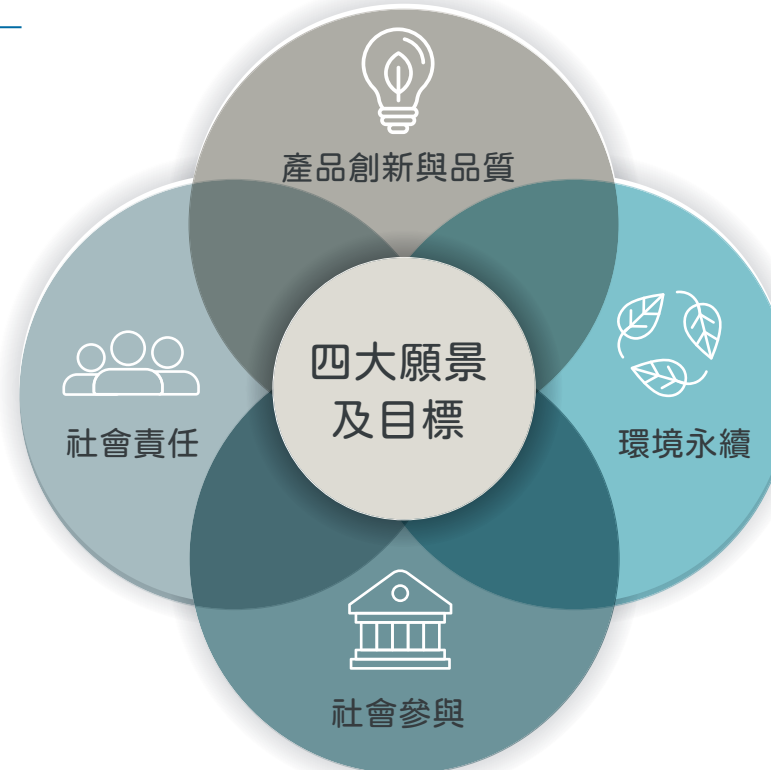 產品創新與品質
四大願景
及目標
社會責任
環境永續
社會參與